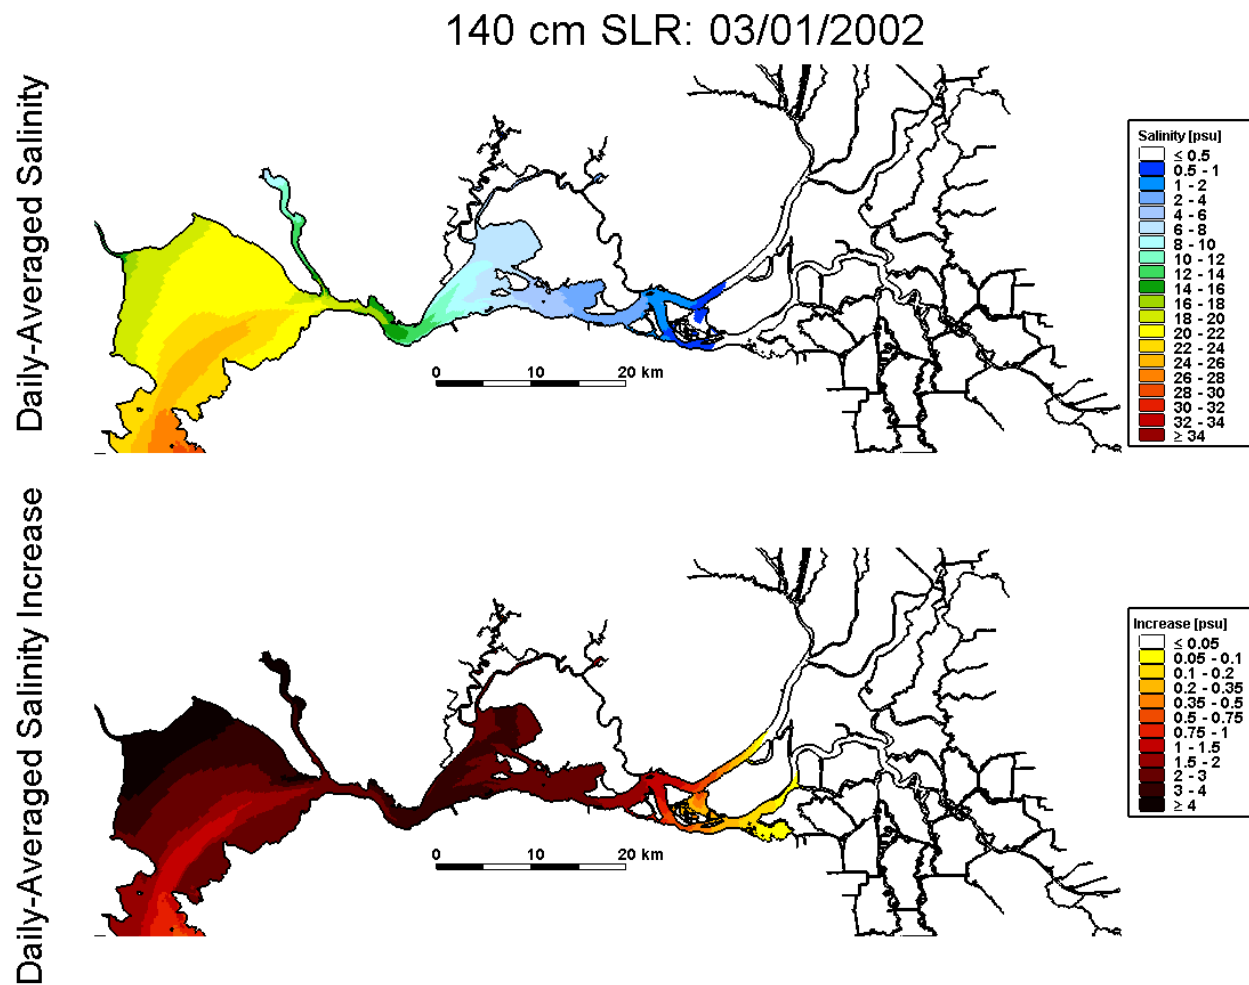 140 cm SLR: 03/01/2002
Daily-Averaged Salinity
Salinity [psu]
≤ 0.5
0.5 - 1
1 - 2
2 - 4
4 - 6
6 - 8
8 - 10
10 - 12
12 - 14
14 - 16
16 - 18
18 - 20
20 - 22
22 - 24
24 - 26
26 - 28
28 - 30
30 - 32
32 - 34
≥ 34
0 10 20 km
Daily-Averaged Salinity Increase
Increase [psu]
≤ 0.05
0.05 - 0.1
0.1 - 0.2
0.2 - 0.35
0.35 - 0.5
0.5 - 0.75
0.75 - 1
1 - 1.5
1.5 - 2
2 - 3
3 - 4
≥ 4
0 10 20 km